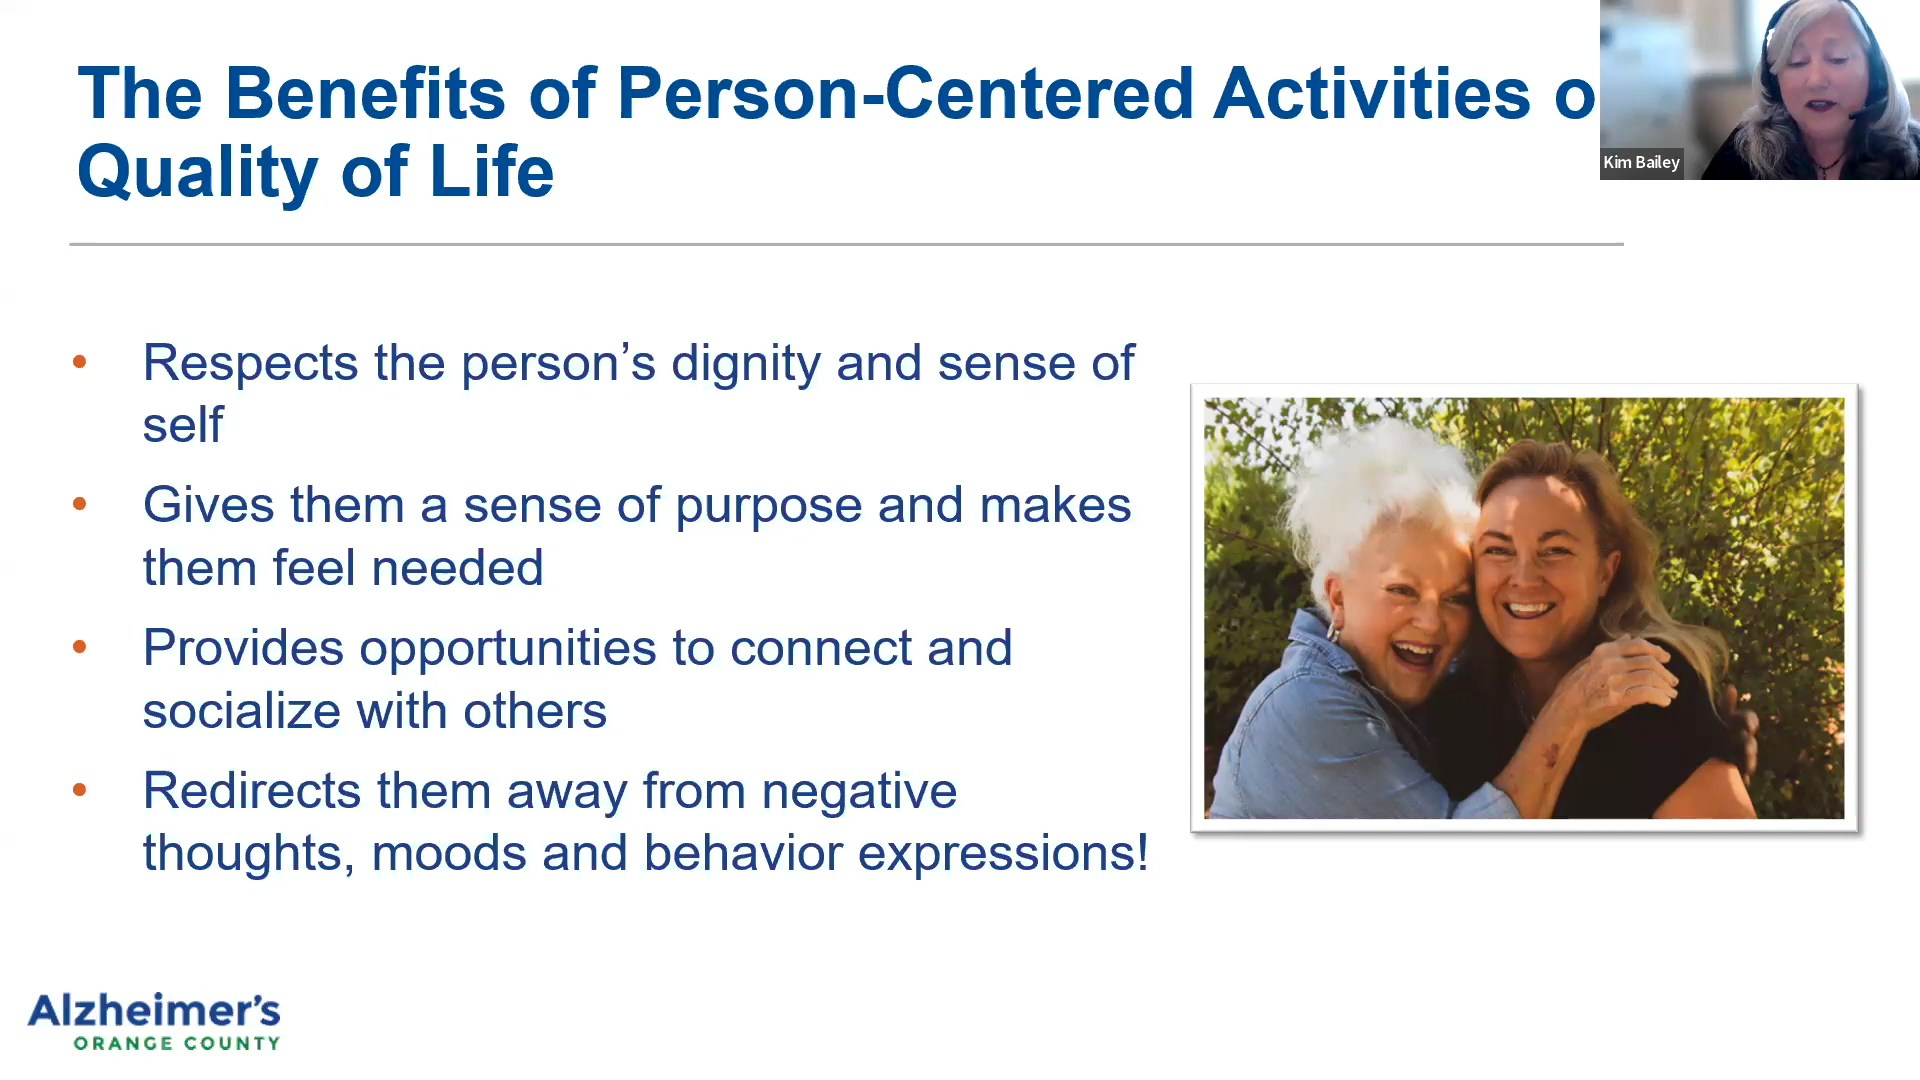 The Benefits of Person-Centered Activities o
Quality of Life
Kim Bailey
• Respects the person’s dignity and sense of
self
• Gives them a sense of purpose and makes
them feel needed
• Provides opportunities to connect and
socialize with others
• Redirects them away from negative
thoughts, moods and behavior expressions!
Alzheimer’s
ORANGE COUNTY